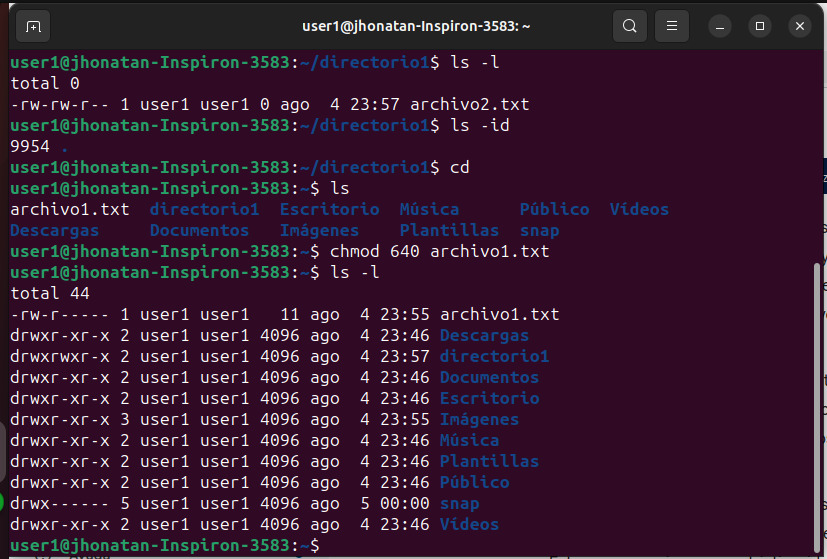 user1@jhonatan-Inspiron-3583: ~
user1@jhonatan-Inspiron-3583:~/directorio1$ ls -l
total 0
-rw-rw-r-- 1 user1 user1 0 ago  4 23:57 archivo2.txt
user1@jhonatan-Inspiron-3583:~/directorio1$ ls -id
9954 .
user1@jhonatan-Inspiron-3583:~/directorio1$ cd
user1@jhonatan-Inspiron-3583:~$ ls
archivo1.txt  directorio1  Escritorio  Música      Público  Vídeos
Descargas     Documentos   Imágenes    Plantillas  snap
user1@jhonatan-Inspiron-3583:~$ chmod 640 archivo1.txt
user1@jhonatan-Inspiron-3583:~$ ls -l
total 44
-rw-r----- 1 user1 user1   11 ago  4 23:55 archivo1.txt
drwxr-xr-x 2 user1 user1 4096 ago  4 23:46 Descargas
drwxrwxr-x 2 user1 user1 4096 ago  4 23:57 directorio1
drwxr-xr-x 2 user1 user1 4096 ago  4 23:46 Documentos
drwxr-xr-x 2 user1 user1 4096 ago  4 23:46 Escritorio
drwxr-xr-x 3 user1 user1 4096 ago  4 23:55 Imágenes
drwxr-xr-x 2 user1 user1 4096 ago  4 23:46 Música
drwxr-xr-x 2 user1 user1 4096 ago  4 23:46 Plantillas
drwxr-xr-x 2 user1 user1 4096 ago  4 23:46 Público
drwx------ 5 user1 user1 4096 ago  5 00:00 snap
drwxr-xr-x 2 user1 user1 4096 ago  4 23:46 Vídeos
user1@jhonatan-Inspiron-3583:~$